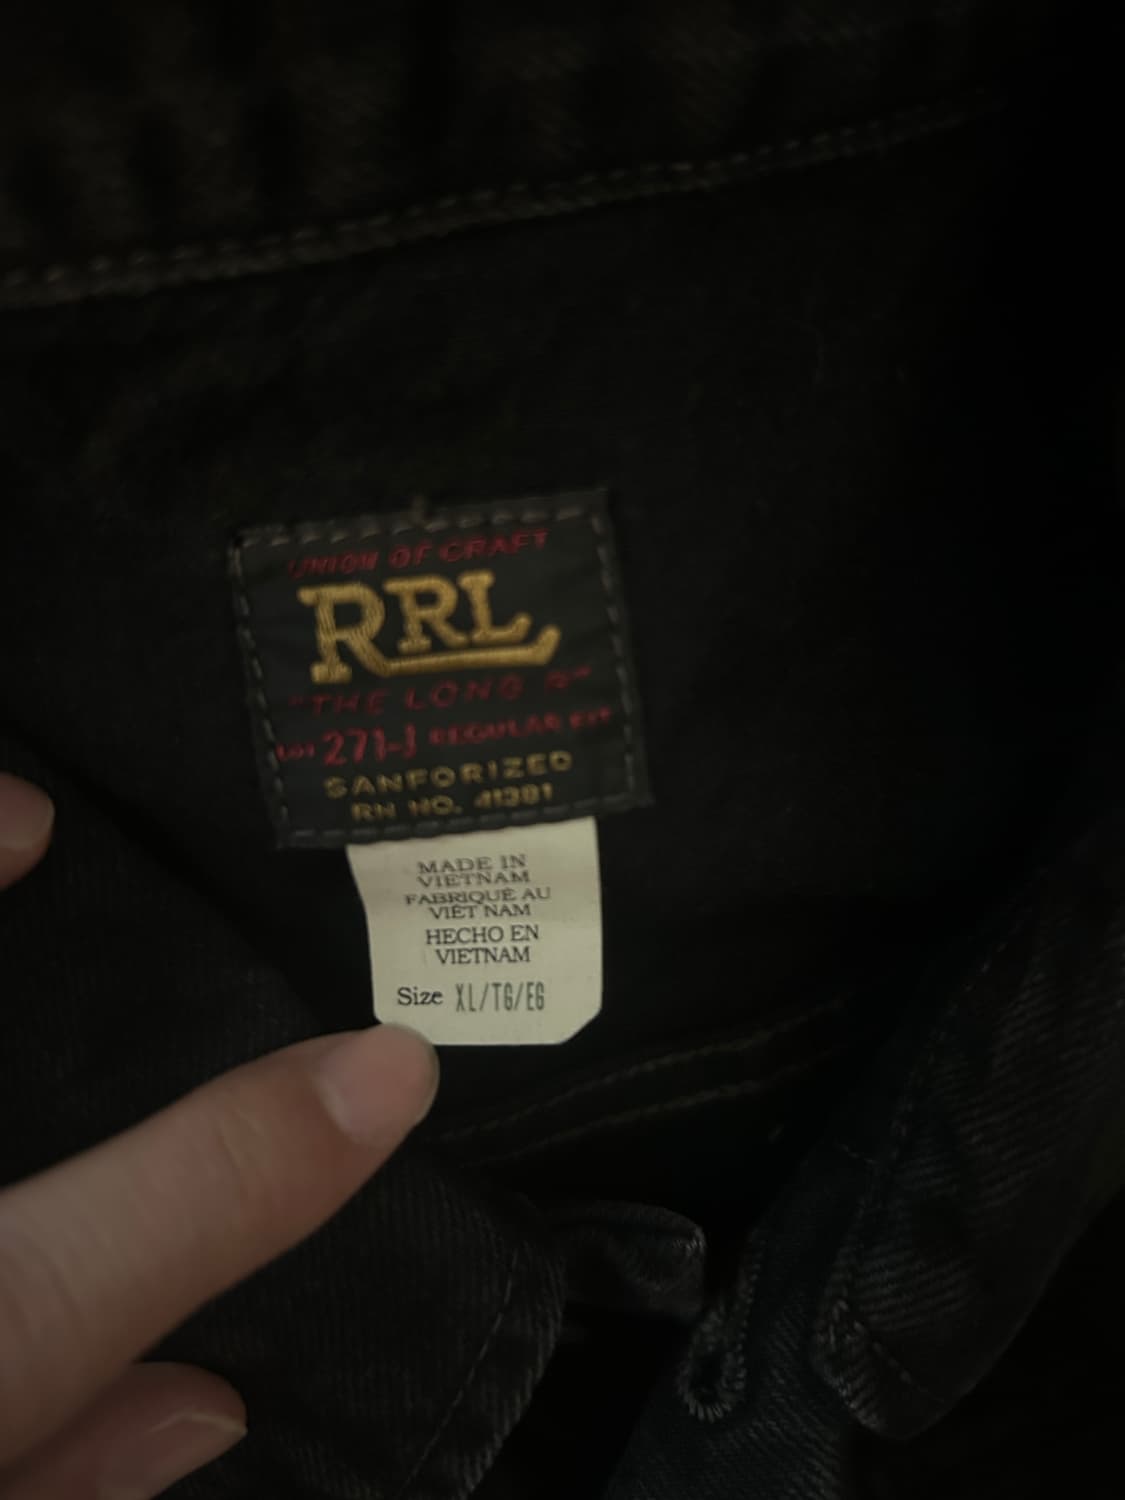 UNION OF CRAFT
RRL
"THE LONG R"
LOT 271-J REGULAR FIT
SANFORIZED
RN NO. 41381
MADE IN
VIETNAM
FABRIQUÉ AU
VIÊT NAM
HECHO EN
VIETNAM
Size XL/TG/EG